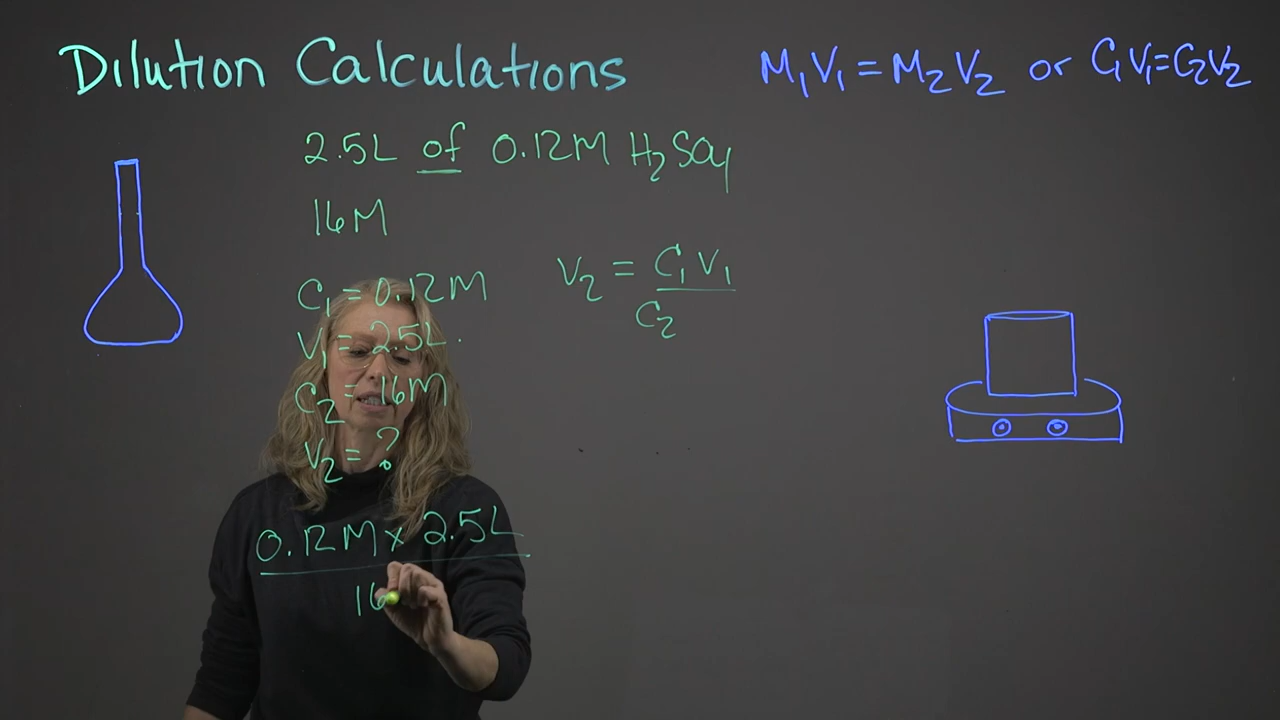 Dilution Calculations
M₁V₁ = M₂V₂ or C₁V₁=C₂V₂
2.5L of 0.12M H₂SO₄
16M
C₁ = 0.12M
V₁ = 2.5L.
C₂ = 16M
V₂ = ?
V₂ = C₁V₁
C₂
0.12M x 2.5L
16